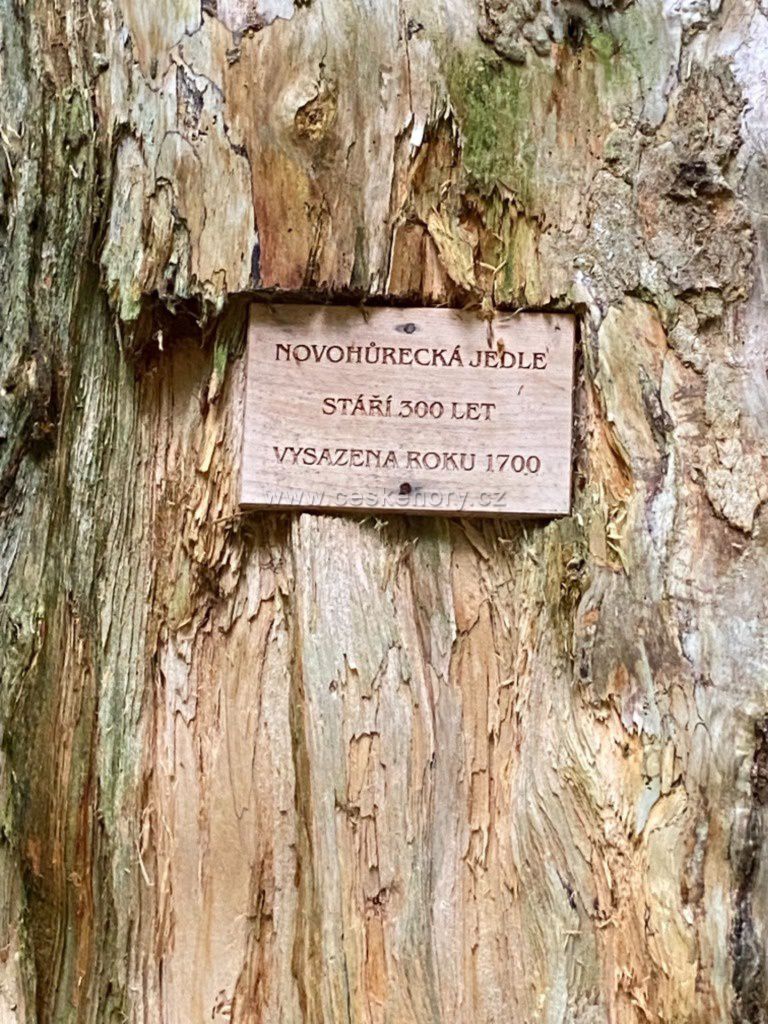 NOVOHŮRECKÁ JEDLE
STÁŘÍ 300 LET
VYSAZENA ROKU 1700
www.ceskehory.cz